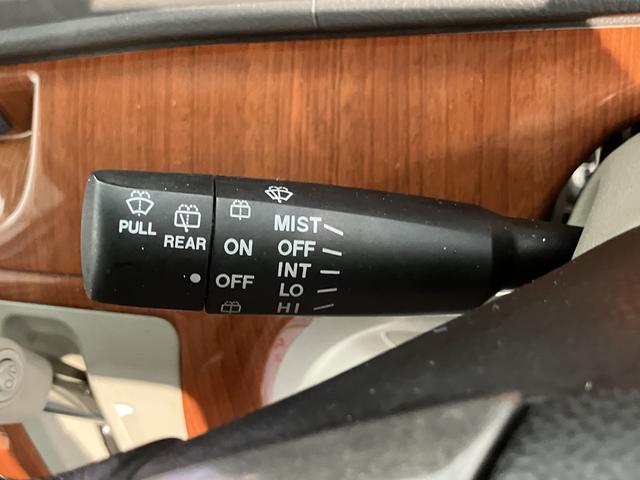 PULL
REAR
ON
OFF
MIST
OFF
INT
LO
HI